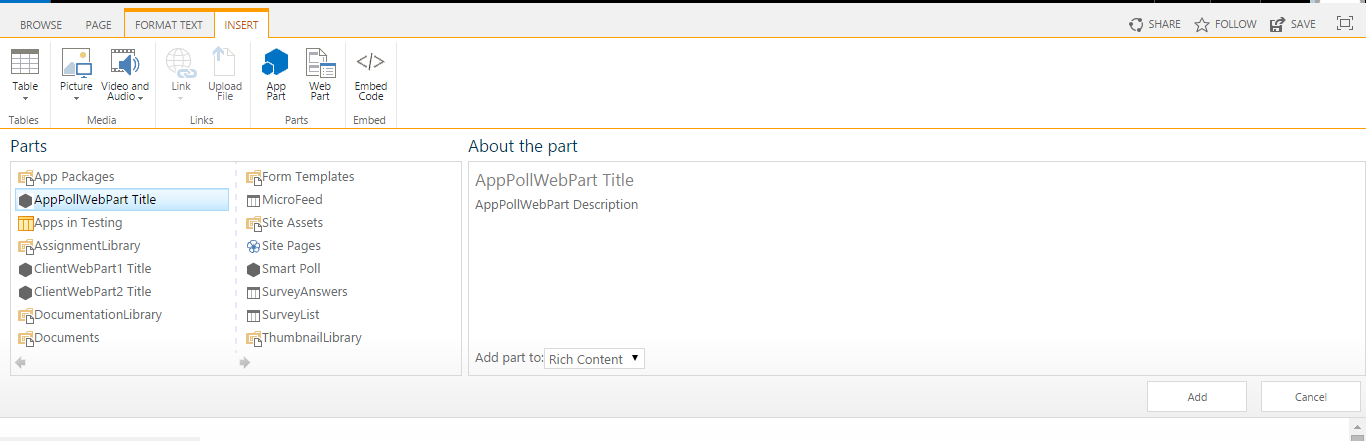 BROWSE PAGE FORMAT TEXT INSERT SHARE FOLLOW SAVE
Table
Picture
Video and
Audio
Link
Upload
File
App
Part
Web
Part
Embed
Code
Tables Media Links Parts Embed
Parts
App Packages
AppPollWebPart Title
Apps in Testing
AssignmentLibrary
ClientWebPart1 Title
ClientWebPart2 Title
DocumentationLibrary
Documents
Form Templates
MicroFeed
Site Assets
Site Pages
Smart Poll
SurveyAnswers
SurveyList
ThumbnailLibrary
About the part
AppPollWebPart Title
AppPollWebPart Description
Add part to: Rich Content
Add Cancel